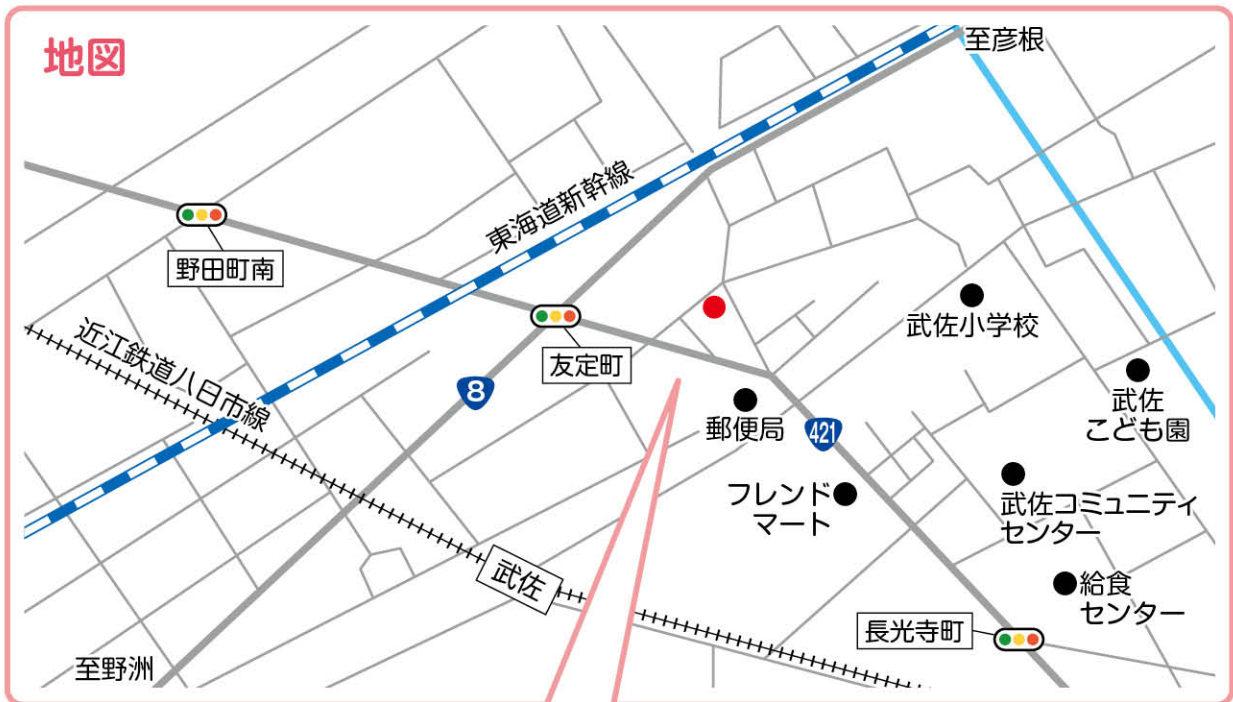 地図
至彦根
東海道新幹線
野田町南
近江鉄道八日市線
友定町
8
武佐小学校
武佐
こども園
郵便局
421
フレンド
マート
武佐コミュニティ
センター
武佐
給食
センター
長光寺町
至野洲